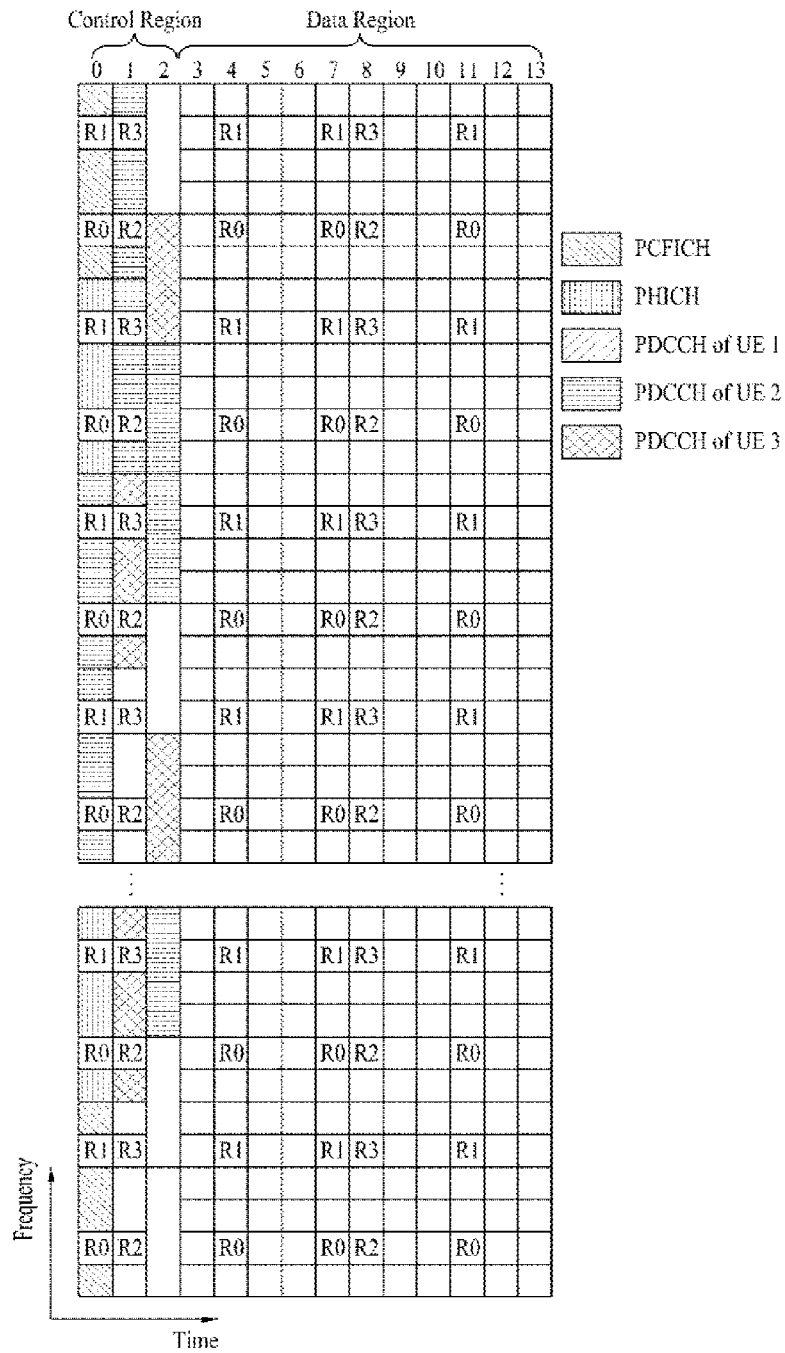 Control Region Data Region
0 1 2 3 4 5 6 7 8 9 10 11 12 13
R1 R3 R1 R1 R3 R1
R0 R2 R0 R0 R2 R0
PCFICH
PHICH
R1 R3 R1 R1 R3 R1
PDCCH of UE 1
PDCCH of UE 2
R0 R2 R0 R0 R2 R0
PDCCH of UE 3
R1 R3 R1 R1 R3 R1
R0 R2 R0 R0 R2 R0
R1 R3 R1 R1 R3 R1
R0 R2 R0 R0 R2 R0
R1 R3 R1 R1 R3 R1
R0 R2 R0 R0 R2 R0
R1 R3 R1 R1 R3 R1
R0 R2 R0 R0 R2 R0
Frequency
Time